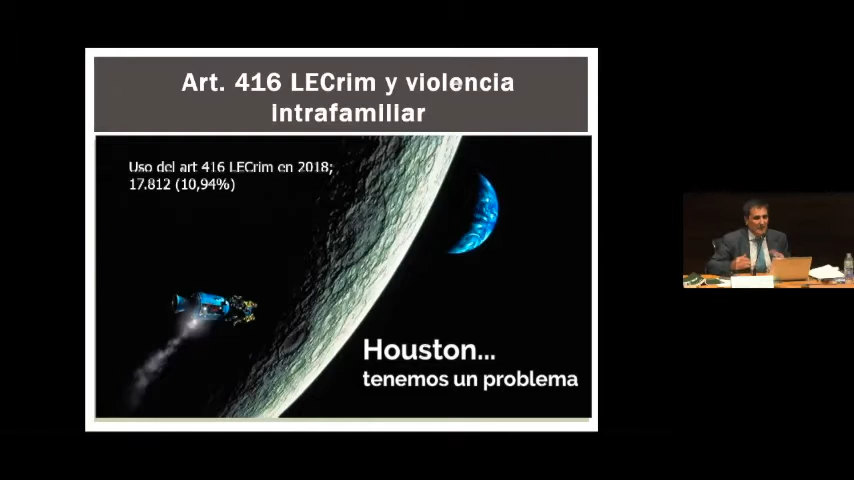 Art. 416 LECrim y violencia
intrafamiliar
Uso del art 416 LECrim en 2018;
17.812 (10,94%)
Houston...
tenemos un problema